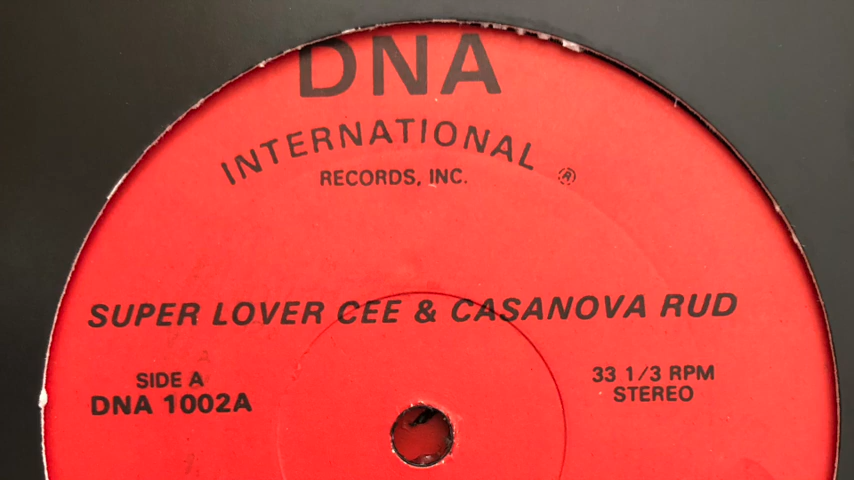 DNA
INTERNATIONAL ®
RECORDS, INC.
SUPER LOVER CEE & CASANOVA RUD
SIDE A
DNA 1002A
33 1/3 RPM
STEREO